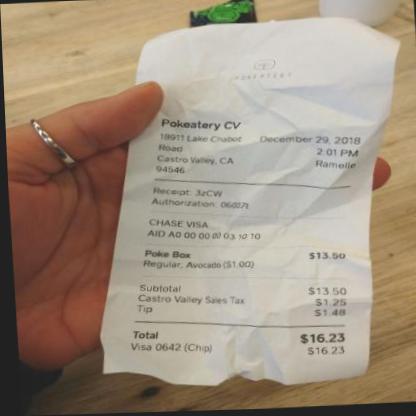 POKEATERY
Pokeatery CV
18911 Lake Chabot Road
Castro Valley, CA
94546
December 29, 2018
2:01 PM
Ramelle
Receipt: 3zCW
Authorization:
CHASE VISA
AID A0 00 00 00 03 10 10
Poke Box $13.50
Regular, Avocado ($1.00)
Subtotal $13.50
Castro Valley Sales Tax $1.25
Tip $1.48
Total $16.23
Visa 0642 (Chip) $16.23